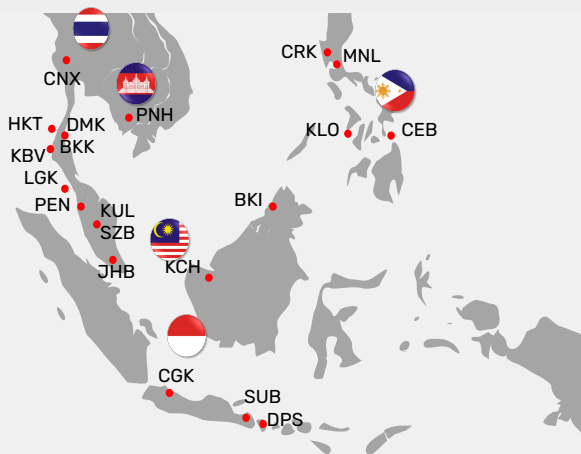 CRK
MNL
CNX
PNH
HKT
DMK
KLO
CEB
BKK
KBV
LGK
PEN
KUL
BKI
SZB
KCH
JHB
CGK
SUB
DPS